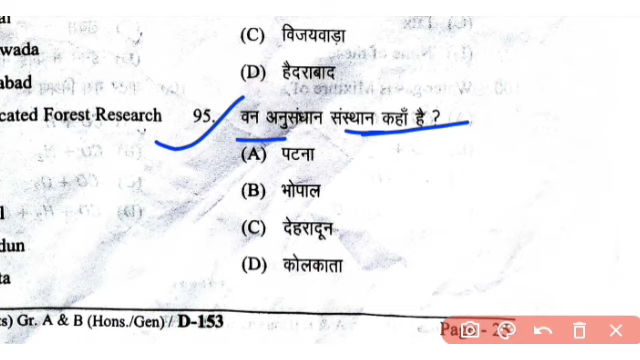 wada
abad
cated Forest Research
dun
ta
(C) विजयवाड़ा
(D) हैदराबाद
95. वन अनुसंधान संस्थान कहाँ है ?
(A) पटना
(B) भोपाल
(C) देहरादून
(D) कोलकाता
s) Gr. A & B (Hons./Gen) / D-153